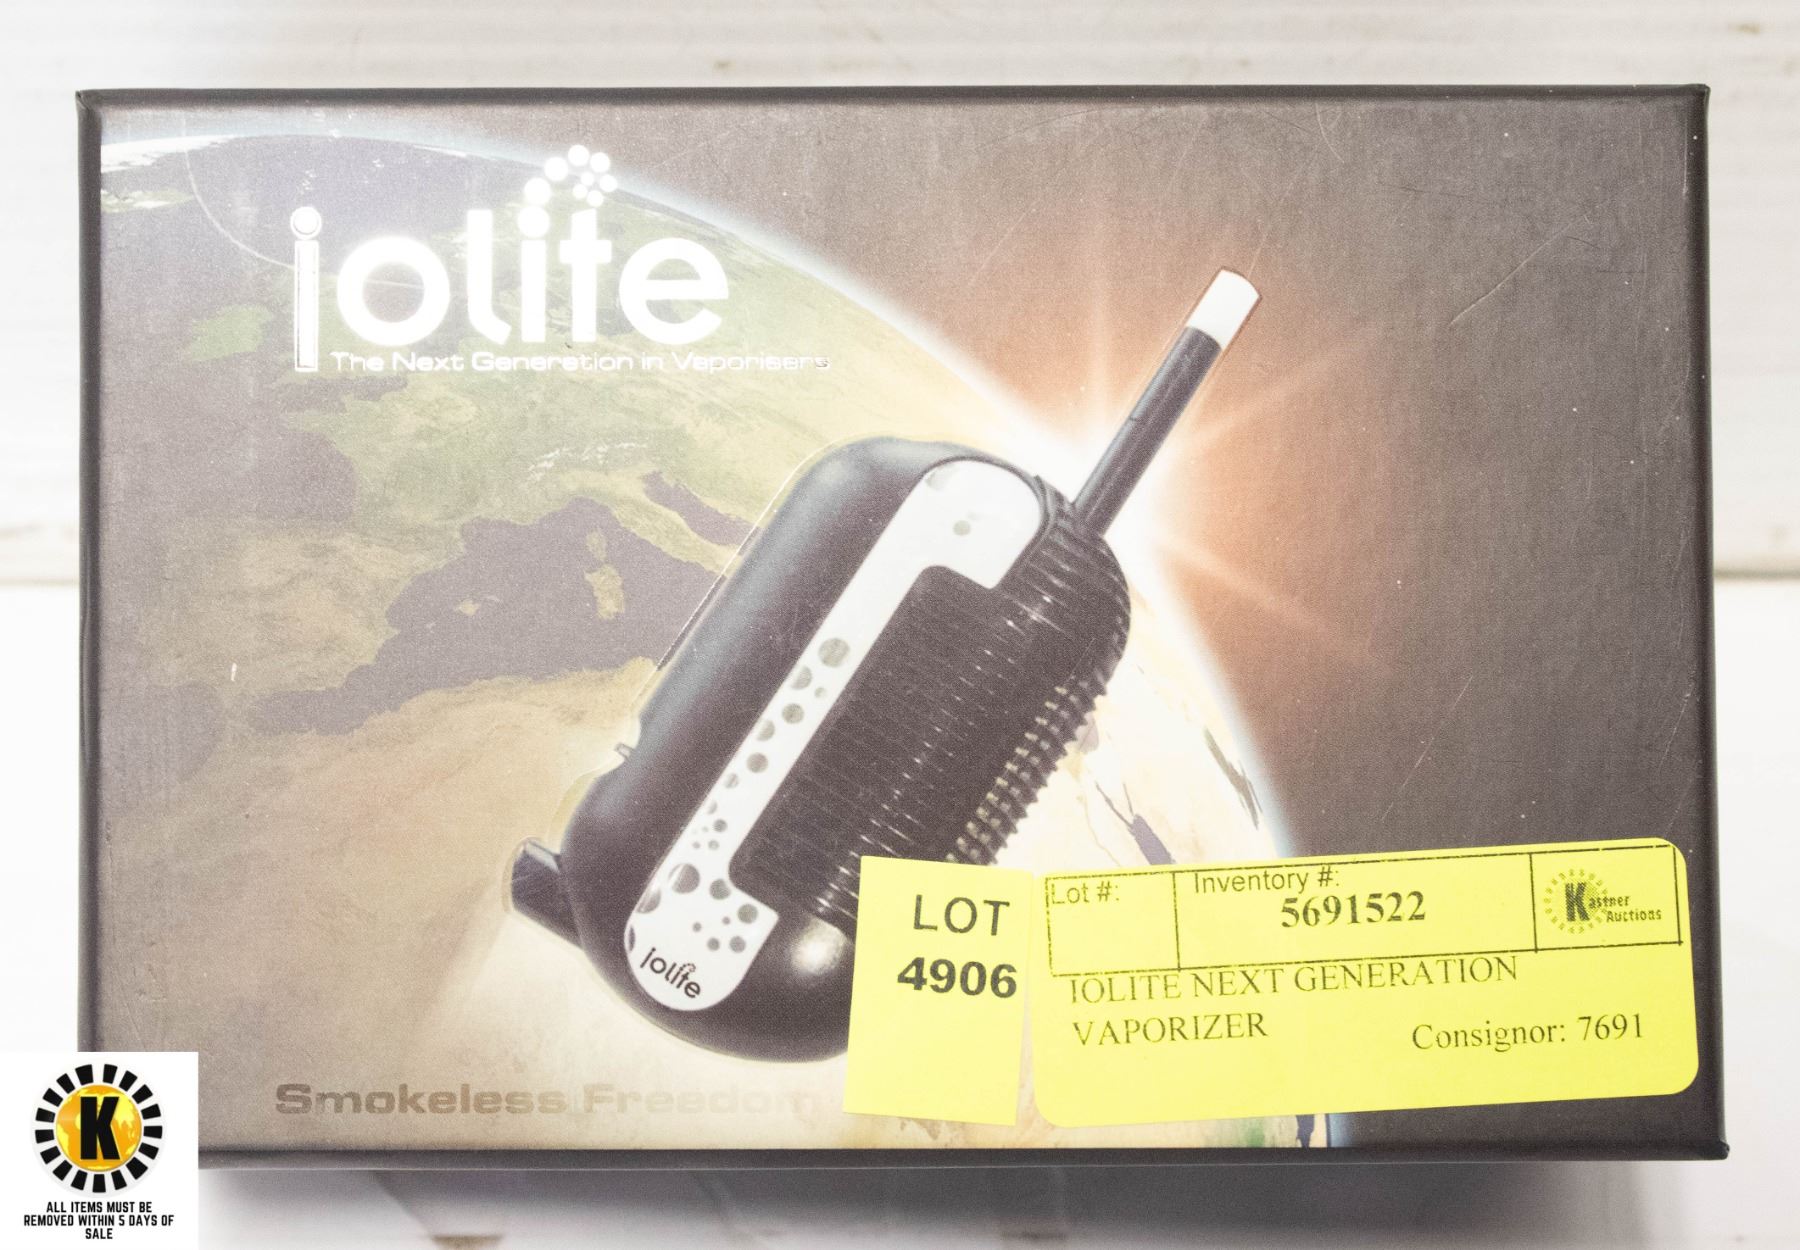 iolite
The Next Generation in Vaporisers
iolite
Smokeless Freedom
LOT
4906
Lot #:
Inventory #:
5691522
Kastner
Auctions
IOLITE NEXT GENERATION
VAPORIZER
Consignor: 7691
K
ALL ITEMS MUST BE
REMOVED WITHIN 5 DAYS OF
SALE